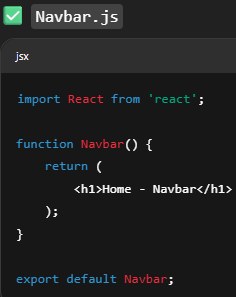 ✅ Navbar.js
jsx
import React from 'react';
function Navbar() {
    return (
        <h1>Home - Navbar</h1>
    );
}
export default Navbar;